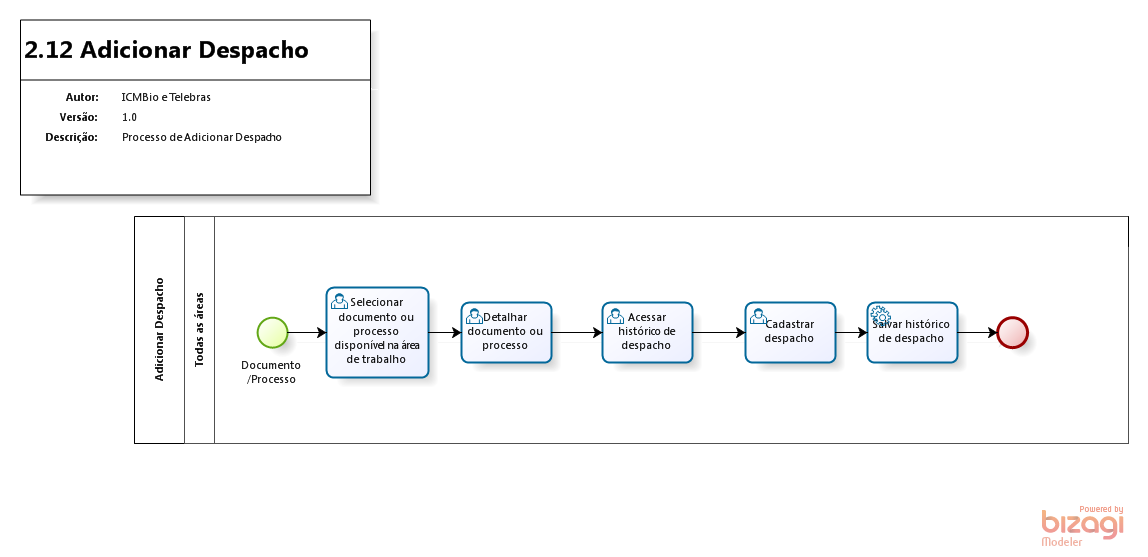 2.12 Adicionar Despacho
Autor: ICMBio e Telebras
Versão: 1.0
Descrição: Processo de Adicionar Despacho
Adicionar Despacho
Todas as áreas
Documento
/Processo
Selecionar
documento ou
processo
disponível na área
de trabalho
Detalhar
documento ou
processo
Acessar
histórico de
despacho
Cadastrar
despacho
Salvar histórico
de despacho
Powered by
bizagi
Modeler